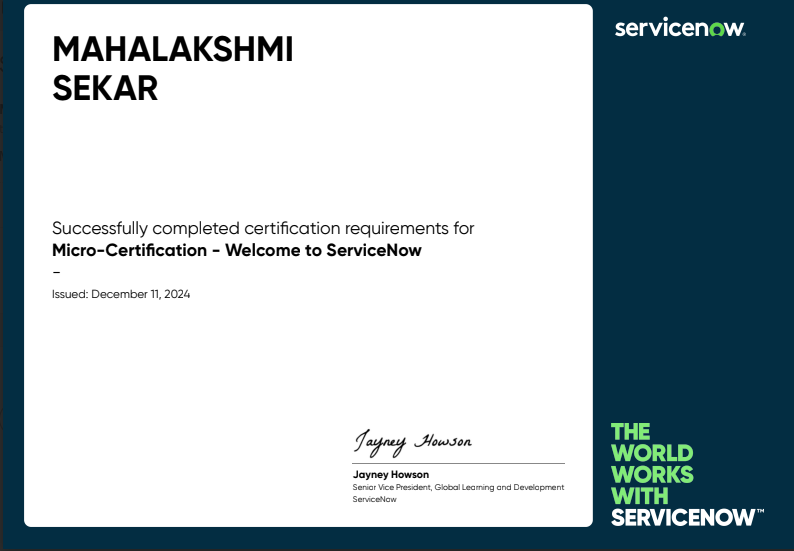 MAHALAKSHMI
SEKAR
Successfully completed certification requirements for
Micro-Certification - Welcome to ServiceNow
–
Issued: December 11, 2024
Jayney Howson
Jayney Howson
Senior Vice President, Global Learning and Development
ServiceNow
servicenow®
THE
WORLD
WORKS
WITH
SERVICENOW™